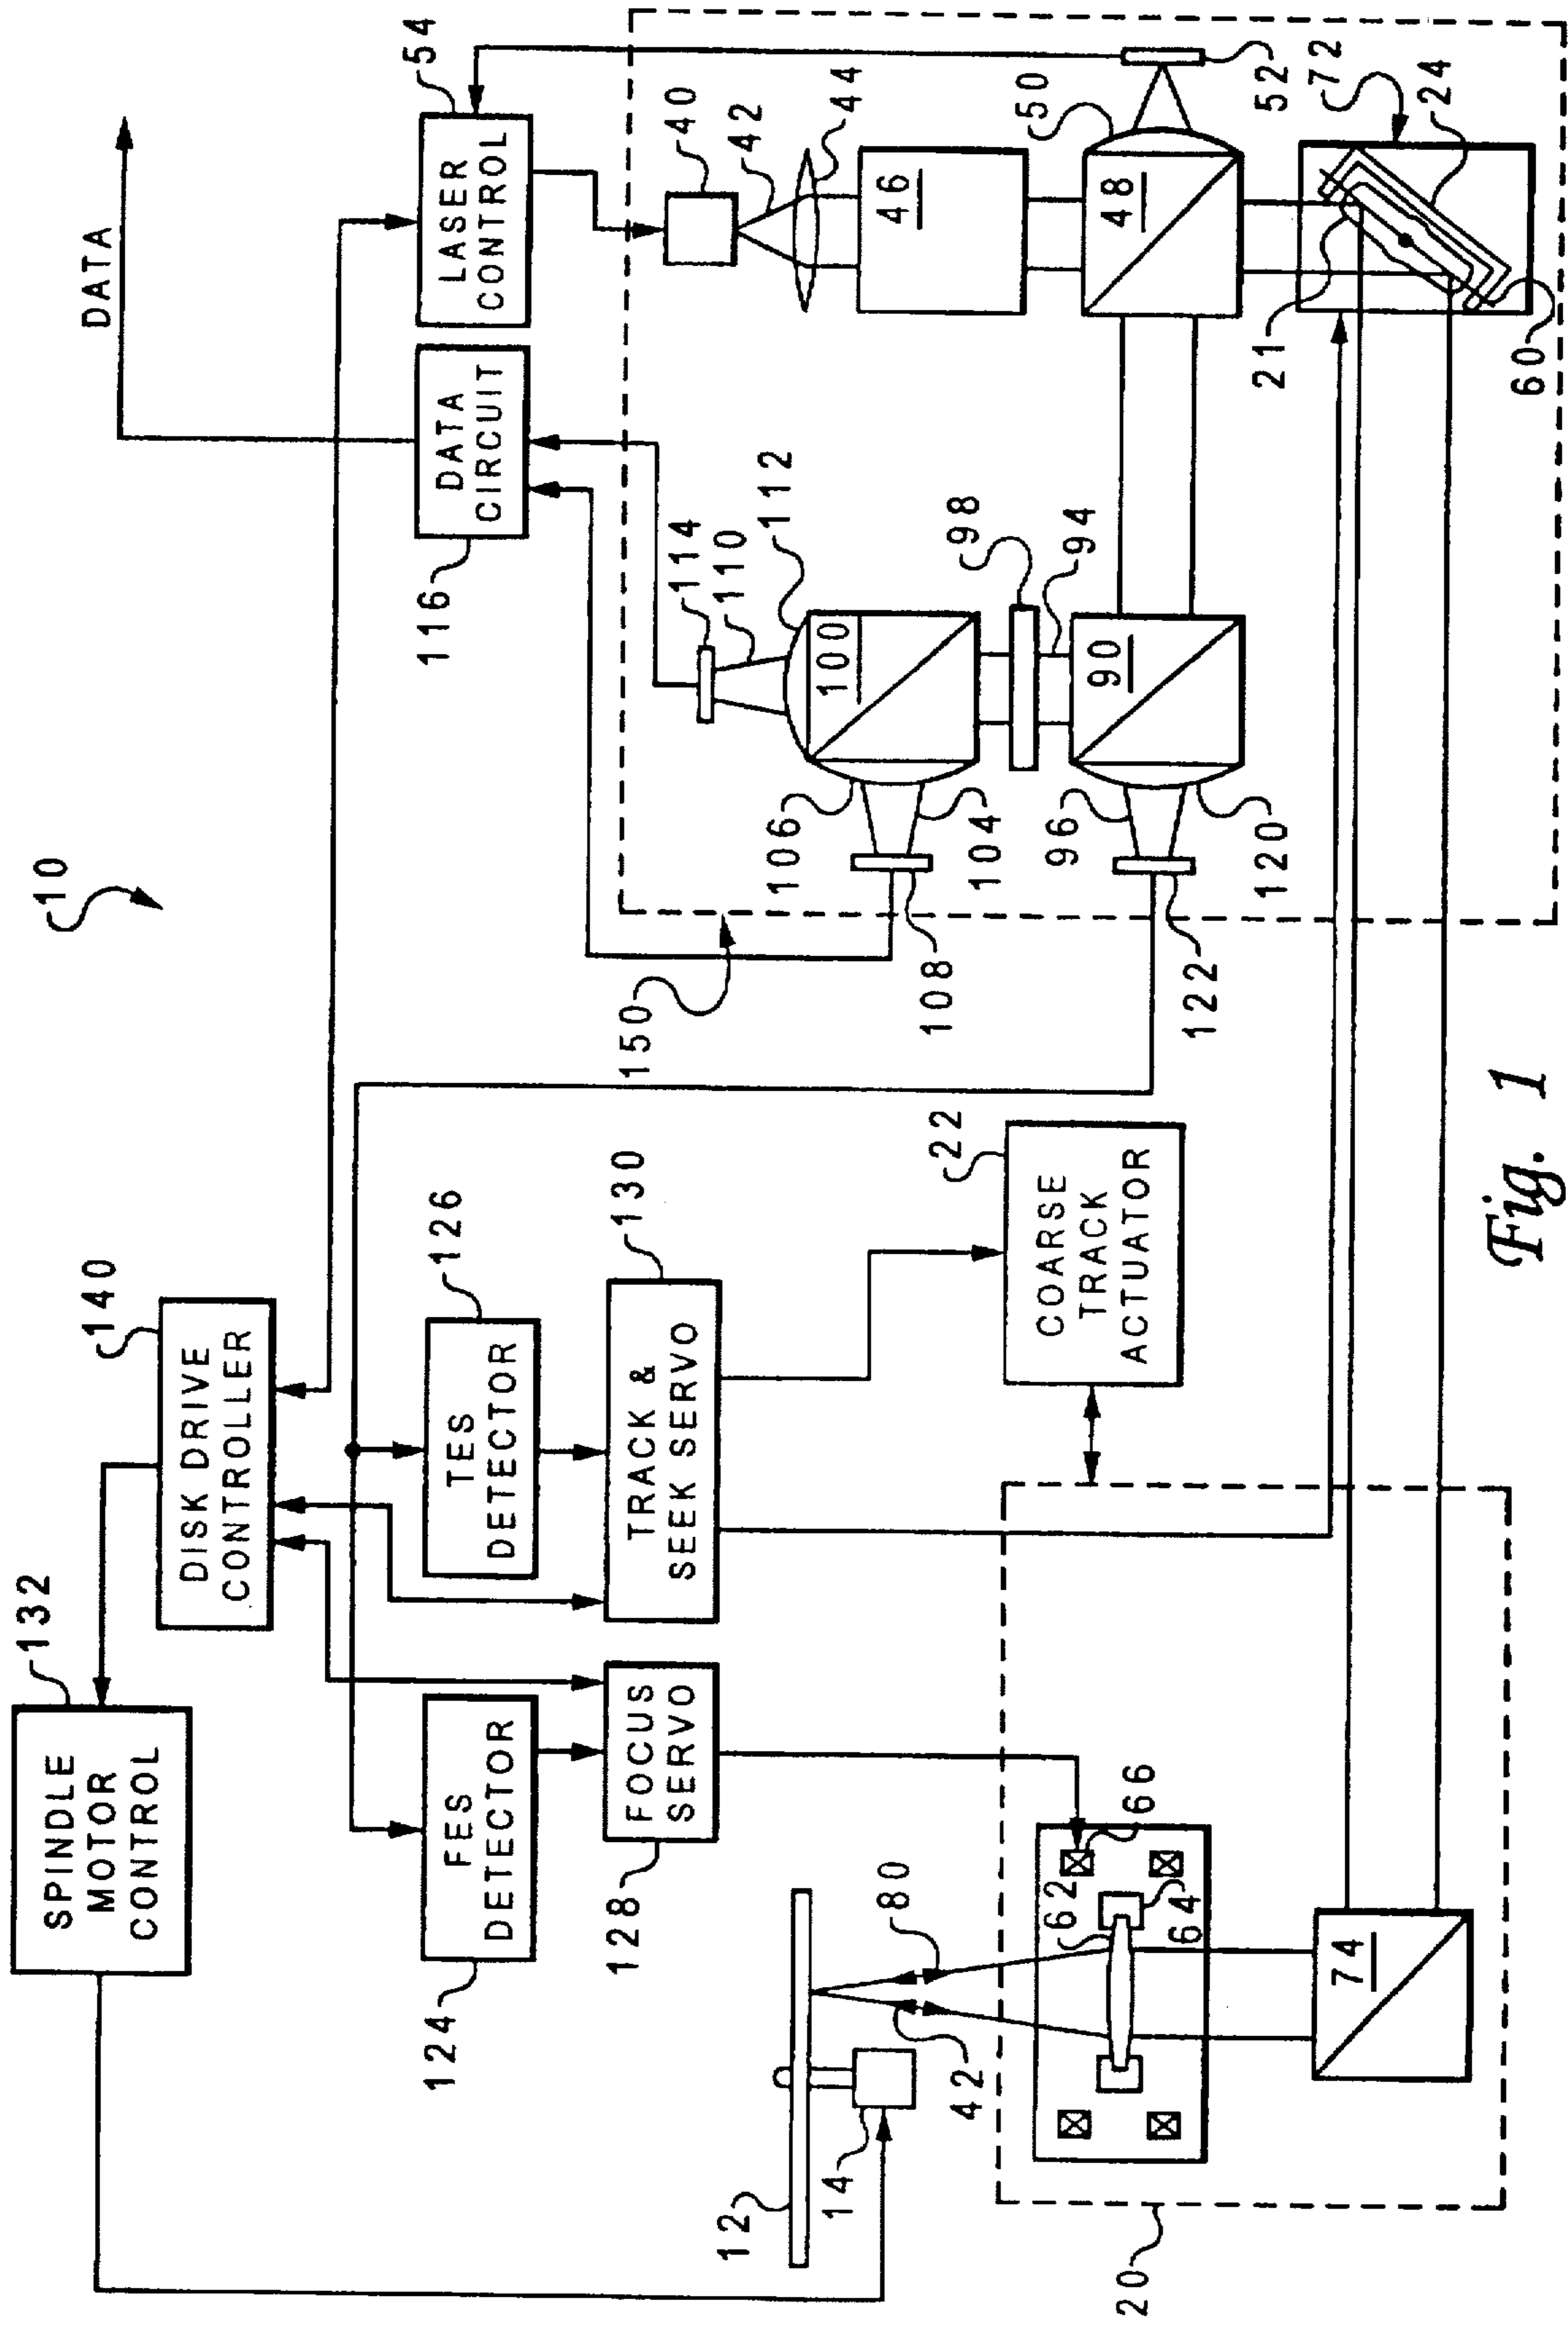 10
DATA
SPINDLE
MOTOR
CONTROL
132
DISK DRIVE
CONTROLLER
140
LASER
CONTROL
54
DATA
CIRCUIT
116
FES
DETECTOR
124
TES
DETECTOR
126
FOCUS
SERVO
128
TRACK &
SEEK SERVO
130
COARSE
TRACK
ACTUATOR
22
150
114
110
112
100
106
104
108
98
94
90
96
120
122
40
42
44
46
48
50
52
72
24
21
60
12
14
42
80
62
66
64
74
20
Fig. 1